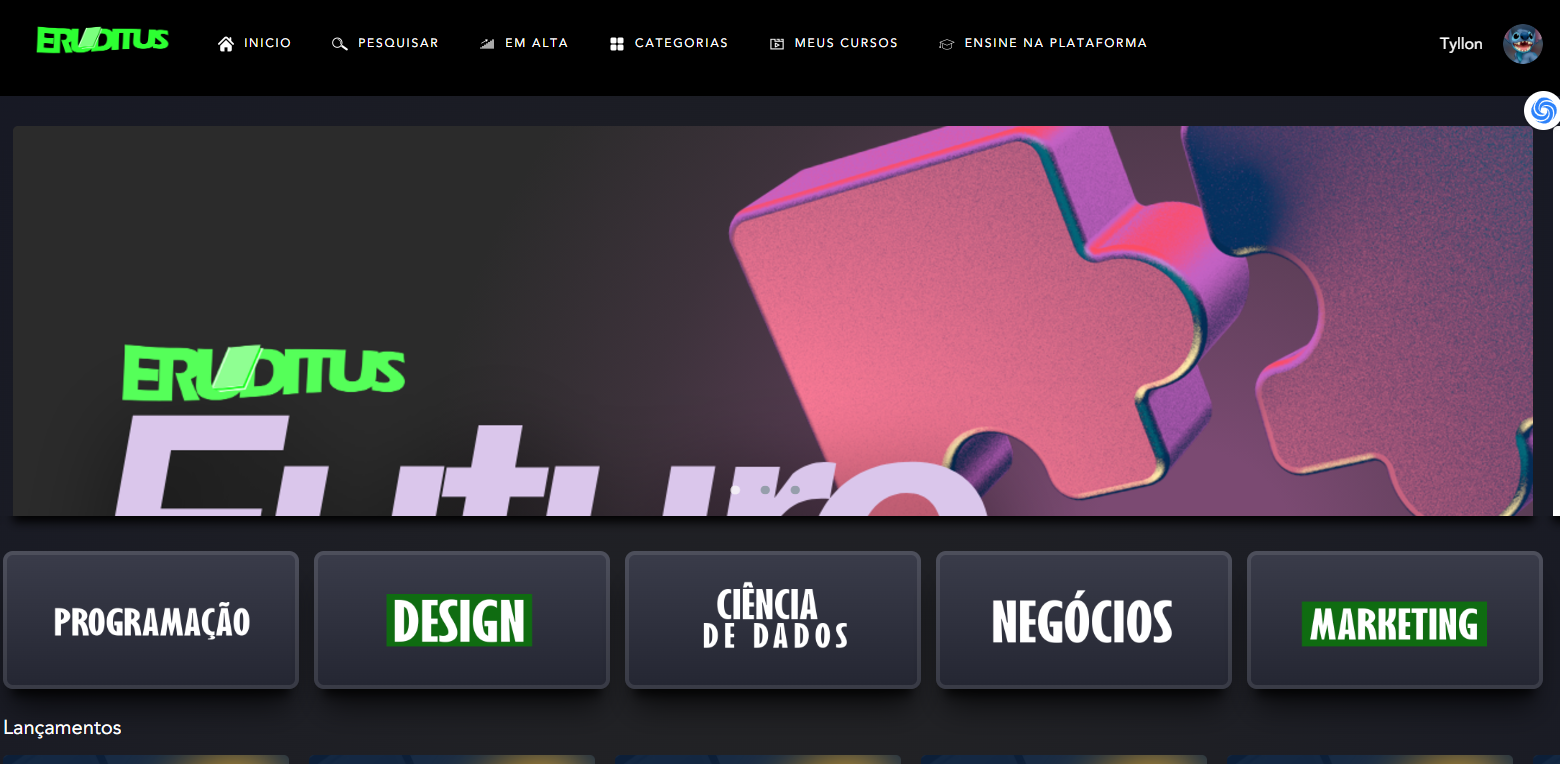 ERUDITUS
INICIO
PESQUISAR
EM ALTA
CATEGORIAS
MEUS CURSOS
ENSINE NA PLATAFORMA
Tyllon
ERUDITUS
Futuro
PROGRAMAÇÃO
DESIGN
CIÊNCIA
DE DADOS
NEGÓCIOS
MARKETING
Lançamentos